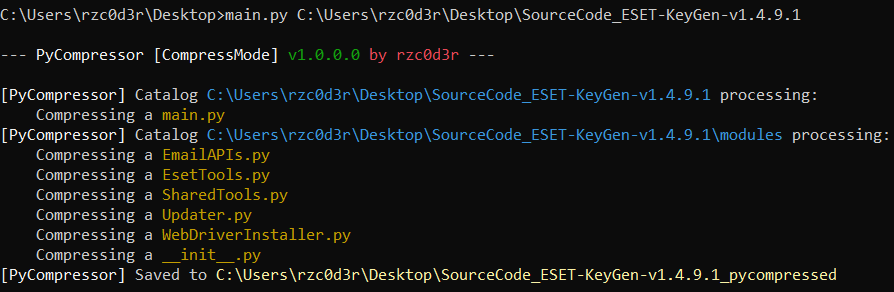 C:\Users\rzc0d3r\Desktop>main.py C:\Users\rzc0d3r\Desktop\SourceCode_ESET-KeyGen-v1.4.9.1
--- PyCompressor [CompressMode] v1.0.0.0 by rzc0d3r ---
[PyCompressor] Catalog C:\Users\rzc0d3r\Desktop\SourceCode_ESET-KeyGen-v1.4.9.1 processing:
    Compressing a main.py
[PyCompressor] Catalog C:\Users\rzc0d3r\Desktop\SourceCode_ESET-KeyGen-v1.4.9.1\modules processing:
    Compressing a EmailAPIs.py
    Compressing a EsetTools.py
    Compressing a SharedTools.py
    Compressing a Updater.py
    Compressing a WebDriverInstaller.py
    Compressing a __init__.py
[PyCompressor] Saved to C:\Users\rzc0d3r\Desktop\SourceCode_ESET-KeyGen-v1.4.9.1_pycompressed